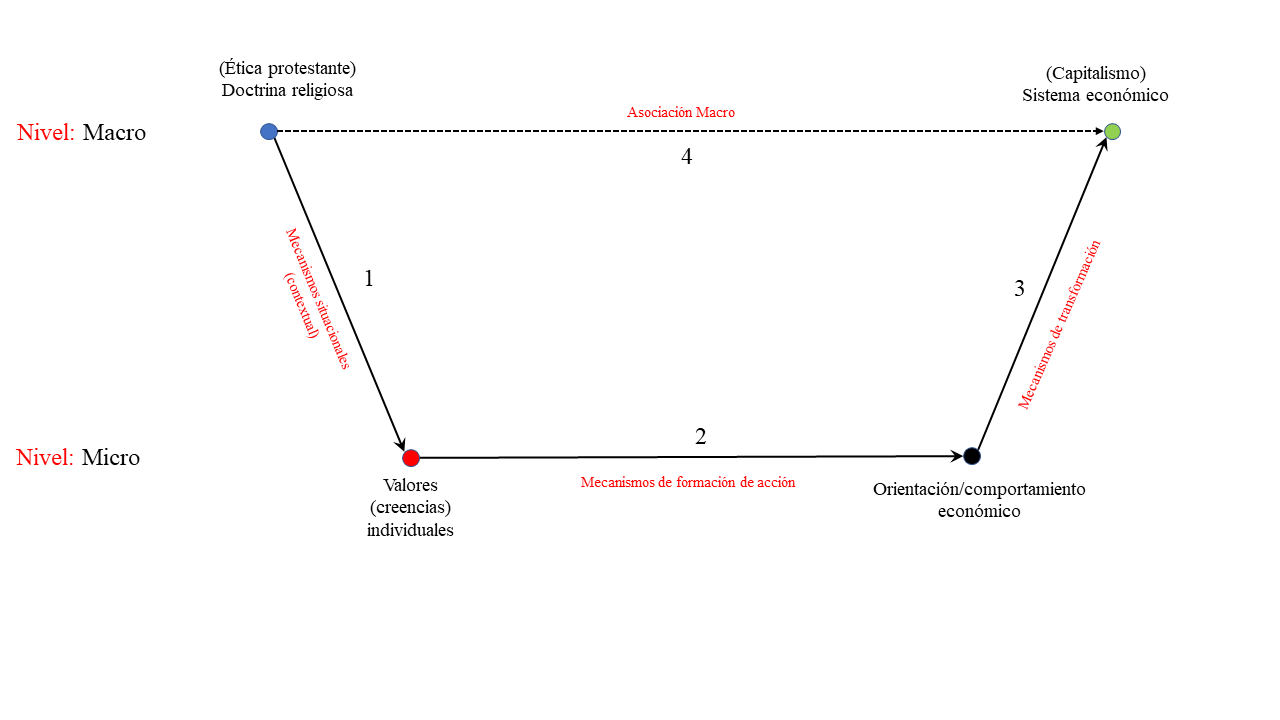 (Ética protestante)
Doctrina religiosa
(Capitalismo)
Sistema económico
Nivel: Macro
Asociación Macro
4
Mecanismos situacionales
(contextual)
1
3
Mecanismos de transformación
Nivel: Micro
2
Mecanismos de formación de acción
Valores
(creencias)
individuales
Orientación/comportamiento
económico